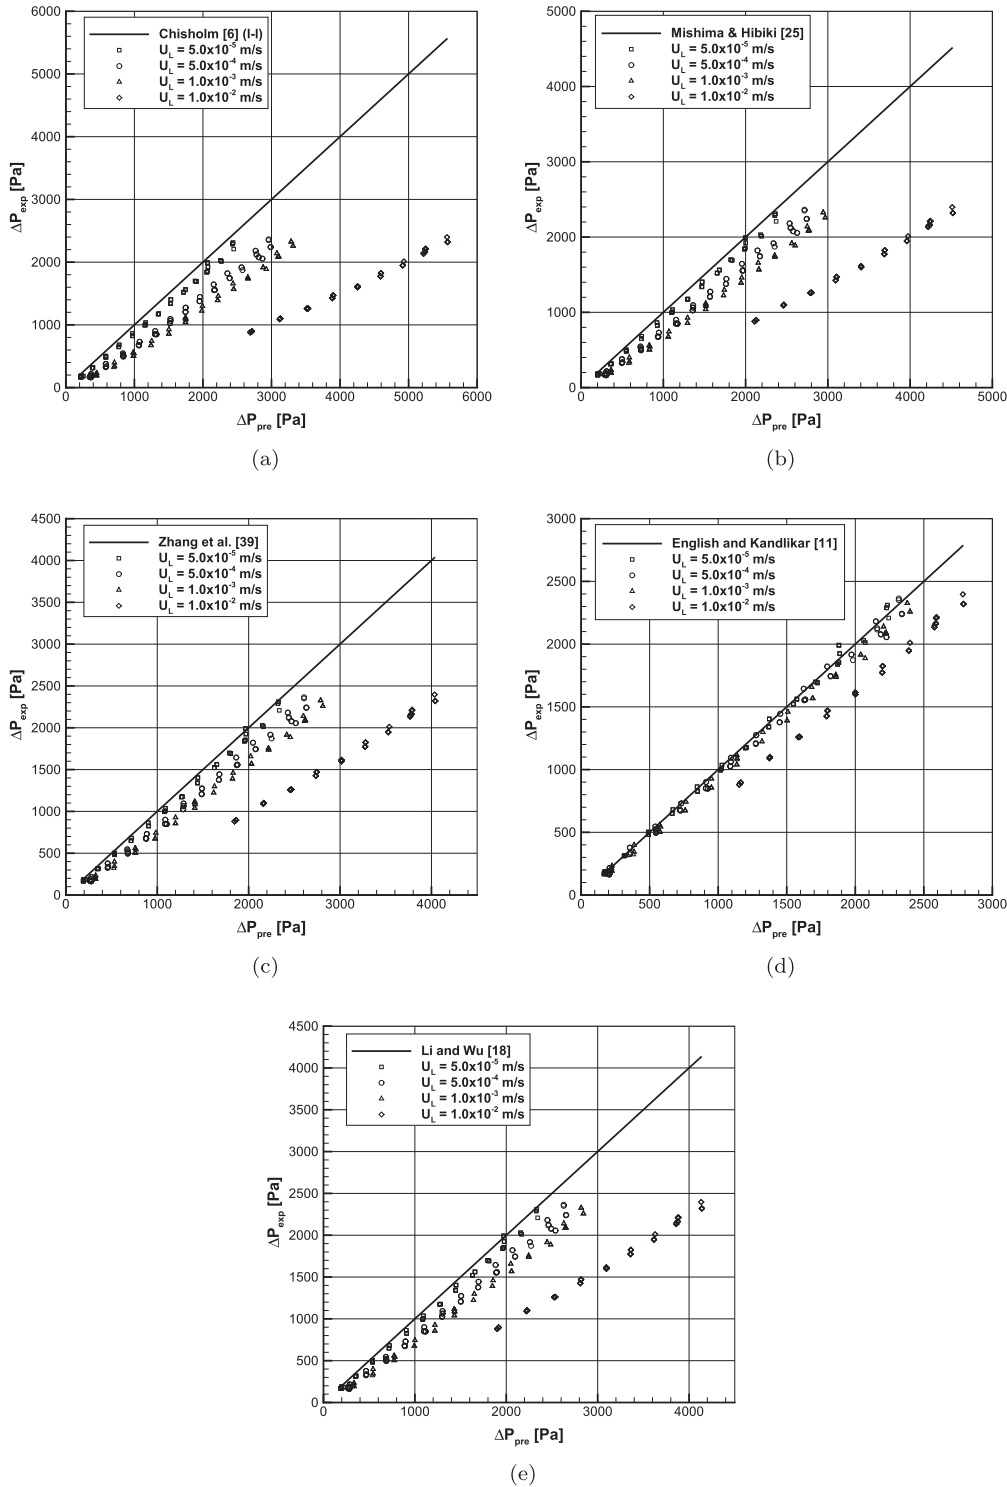 Chisholm [6] (l-l)
U_L = 5.0x10^-5 m/s
U_L = 5.0x10^-4 m/s
U_L = 1.0x10^-3 m/s
U_L = 1.0x10^-2 m/s
6000
5000
4000
3000
2000
1000
0
ΔP_exp [Pa]
0 1000 2000 3000 4000 5000 6000
ΔP_pre [Pa]
(a)
Mishima & Hibiki [25]
U_L = 5.0x10^-5 m/s
U_L = 5.0x10^-4 m/s
U_L = 1.0x10^-3 m/s
U_L = 1.0x10^-2 m/s
5000
4000
3000
2000
1000
0
ΔP_exp [Pa]
0 1000 2000 3000 4000 5000
ΔP_pre [Pa]
(b)
Zhang et al. [39]
U_L = 5.0x10^-5 m/s
U_L = 5.0x10^-4 m/s
U_L = 1.0x10^-3 m/s
U_L = 1.0x10^-2 m/s
4500
4000
3500
3000
2500
2000
1500
1000
500
0
ΔP_exp [Pa]
0 1000 2000 3000 4000
ΔP_pre [Pa]
(c)
English and Kandlikar [11]
U_L = 5.0x10^-5 m/s
U_L = 5.0x10^-4 m/s
U_L = 1.0x10^-3 m/s
U_L = 1.0x10^-2 m/s
3000
2500
2000
1500
1000
500
0
ΔP_exp [Pa]
0 500 1000 1500 2000 2500 3000
ΔP_pre [Pa]
(d)
Li and Wu [18]
U_L = 5.0x10^-5 m/s
U_L = 5.0x10^-4 m/s
U_L = 1.0x10^-3 m/s
U_L = 1.0x10^-2 m/s
4500
4000
3500
3000
2500
2000
1500
1000
500
0
ΔP_exp [Pa]
0 1000 2000 3000 4000
ΔP_pre [Pa]
(e)